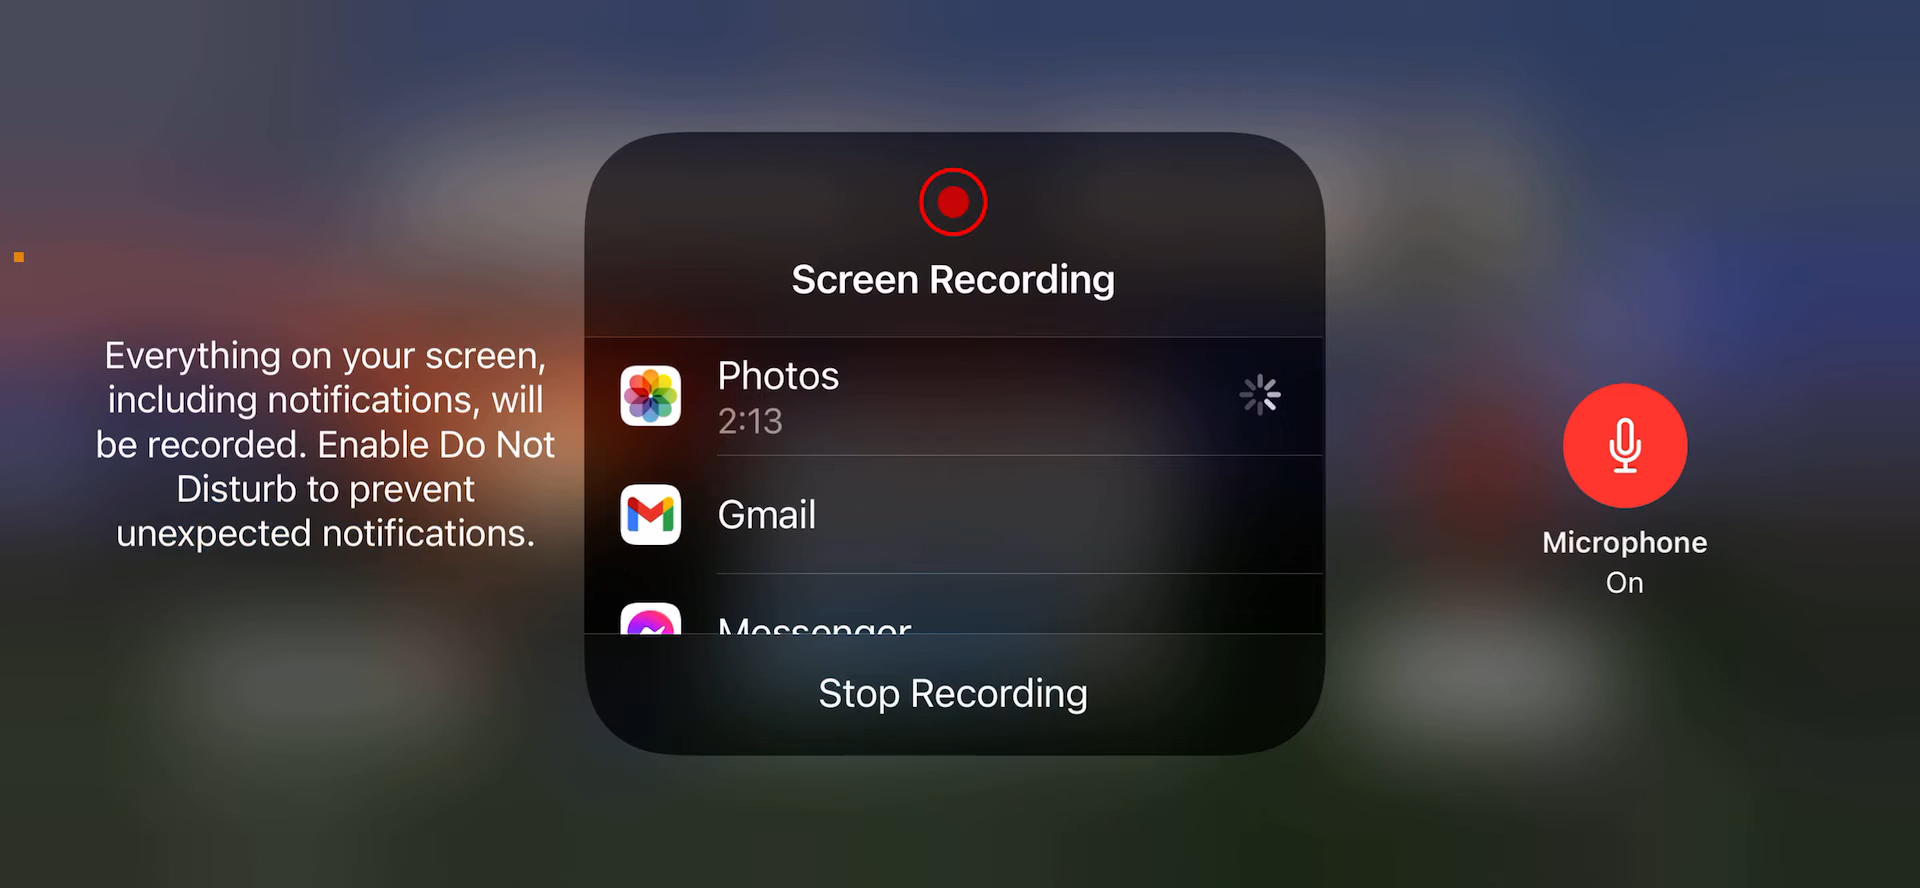 Everything on your screen,
including notifications, will
be recorded. Enable Do Not
Disturb to prevent
unexpected notifications.
Screen Recording
Photos
2:13
Gmail
Messenger
Stop Recording
Microphone
On